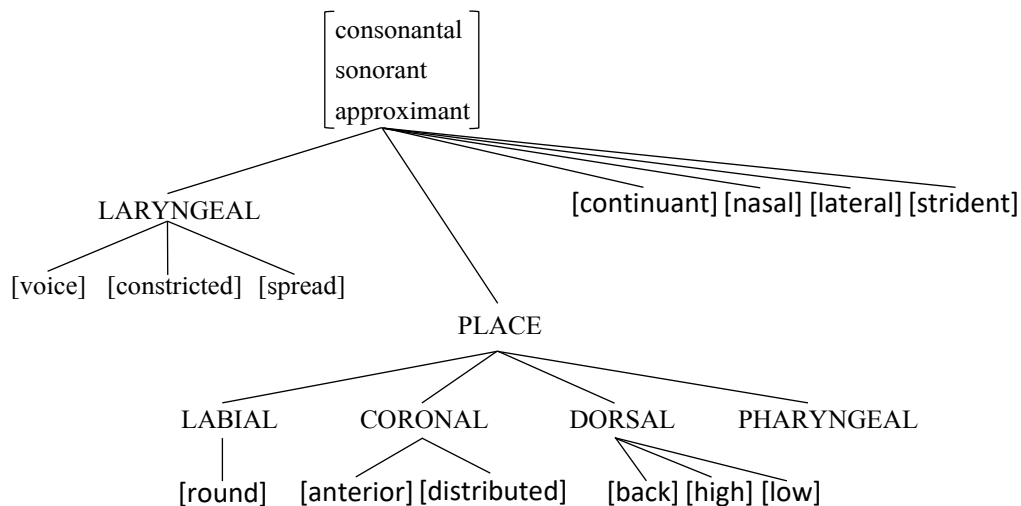 consonantal
sonorant
approximant
LARYNGEAL
[continuant] [nasal] [lateral] [strident]
[voice] [constricted] [spread]
PLACE
LABIAL CORONAL DORSAL PHARYNGEAL
[round] [anterior] [distributed] [back] [high] [low]